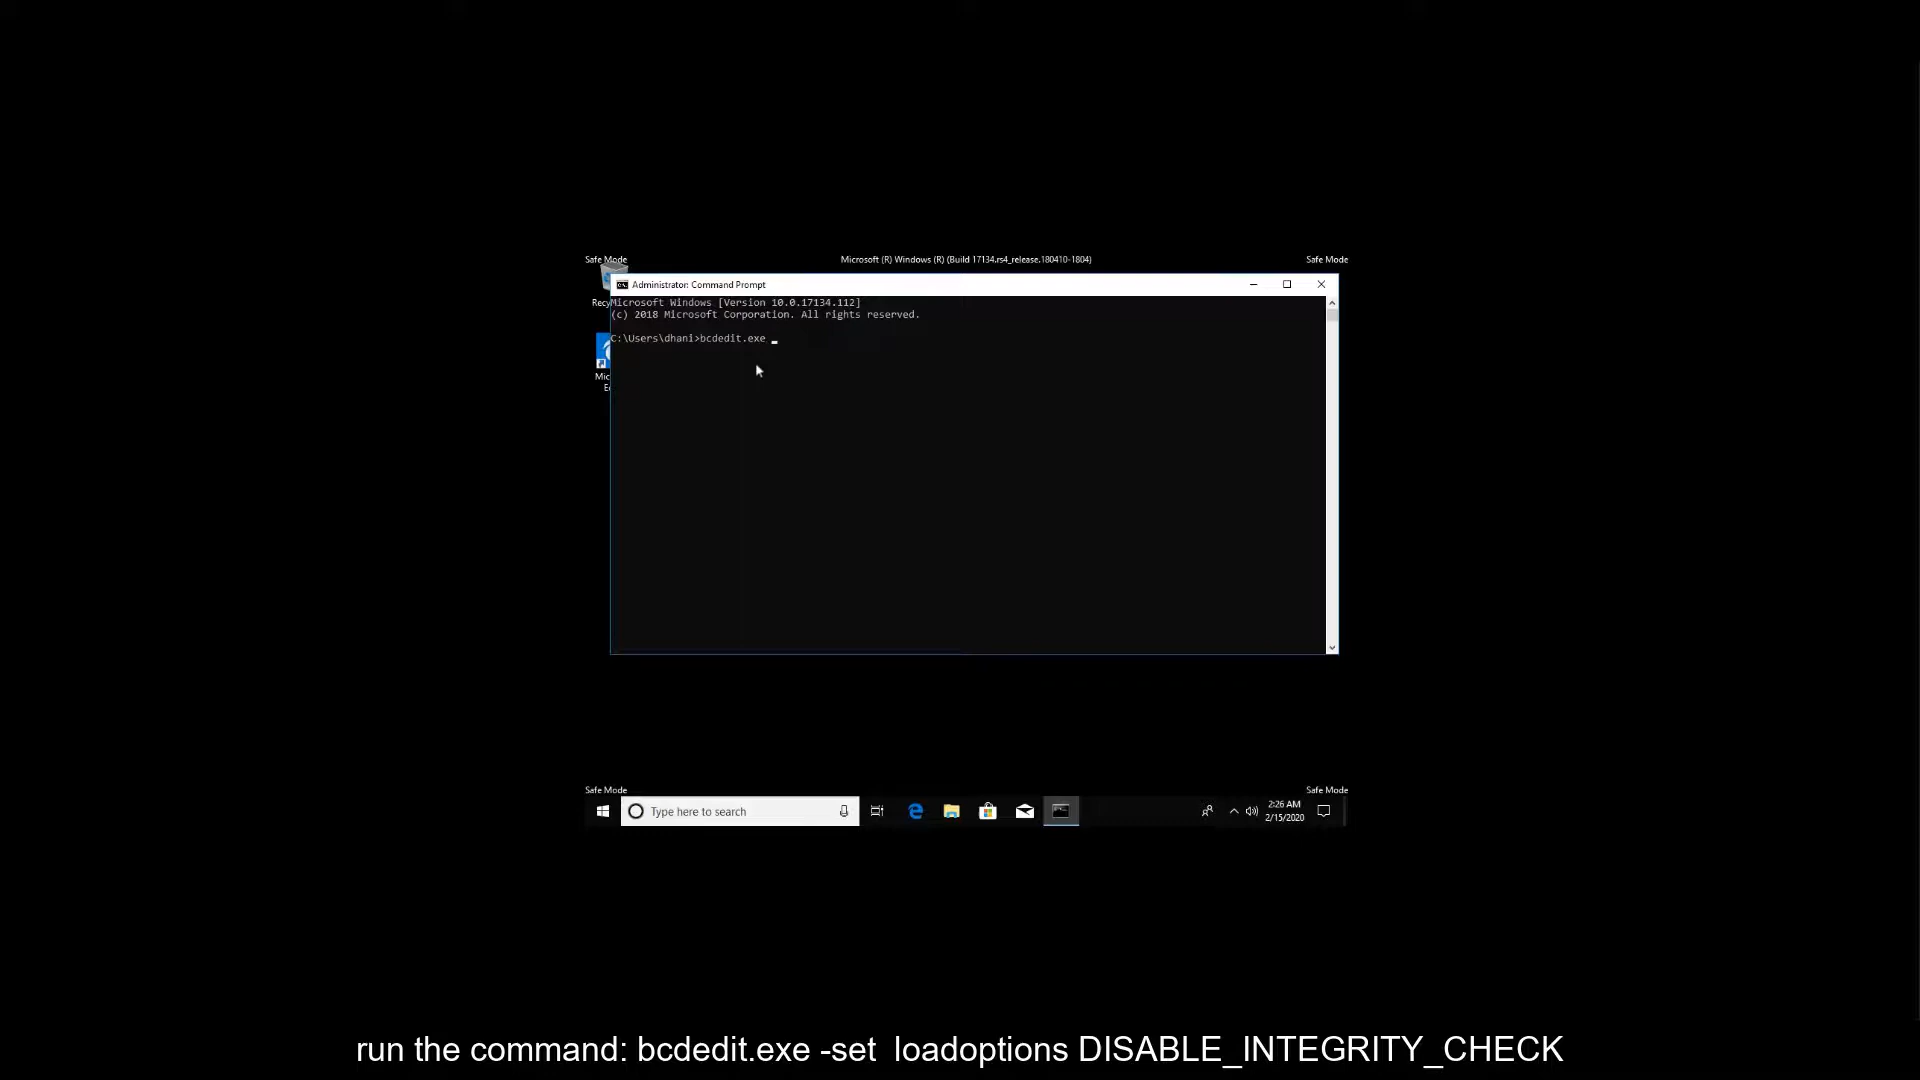 Safe Mode
Microsoft (R) Windows (R) (Build 17134.rs4_release.180410-1804)
Safe Mode
Administrator: Command Prompt
Recy
Microsoft Windows [Version 10.0.17134.112]
(c) 2018 Microsoft Corporation. All rights reserved.
C:\Users\dhani>bcdedit.exe _
Mic
E
Safe Mode
Safe Mode
Type here to search
2:26 AM
2/15/2020
run the command: bcdedit.exe -set  loadoptions DISABLE_INTEGRITY_CHECK